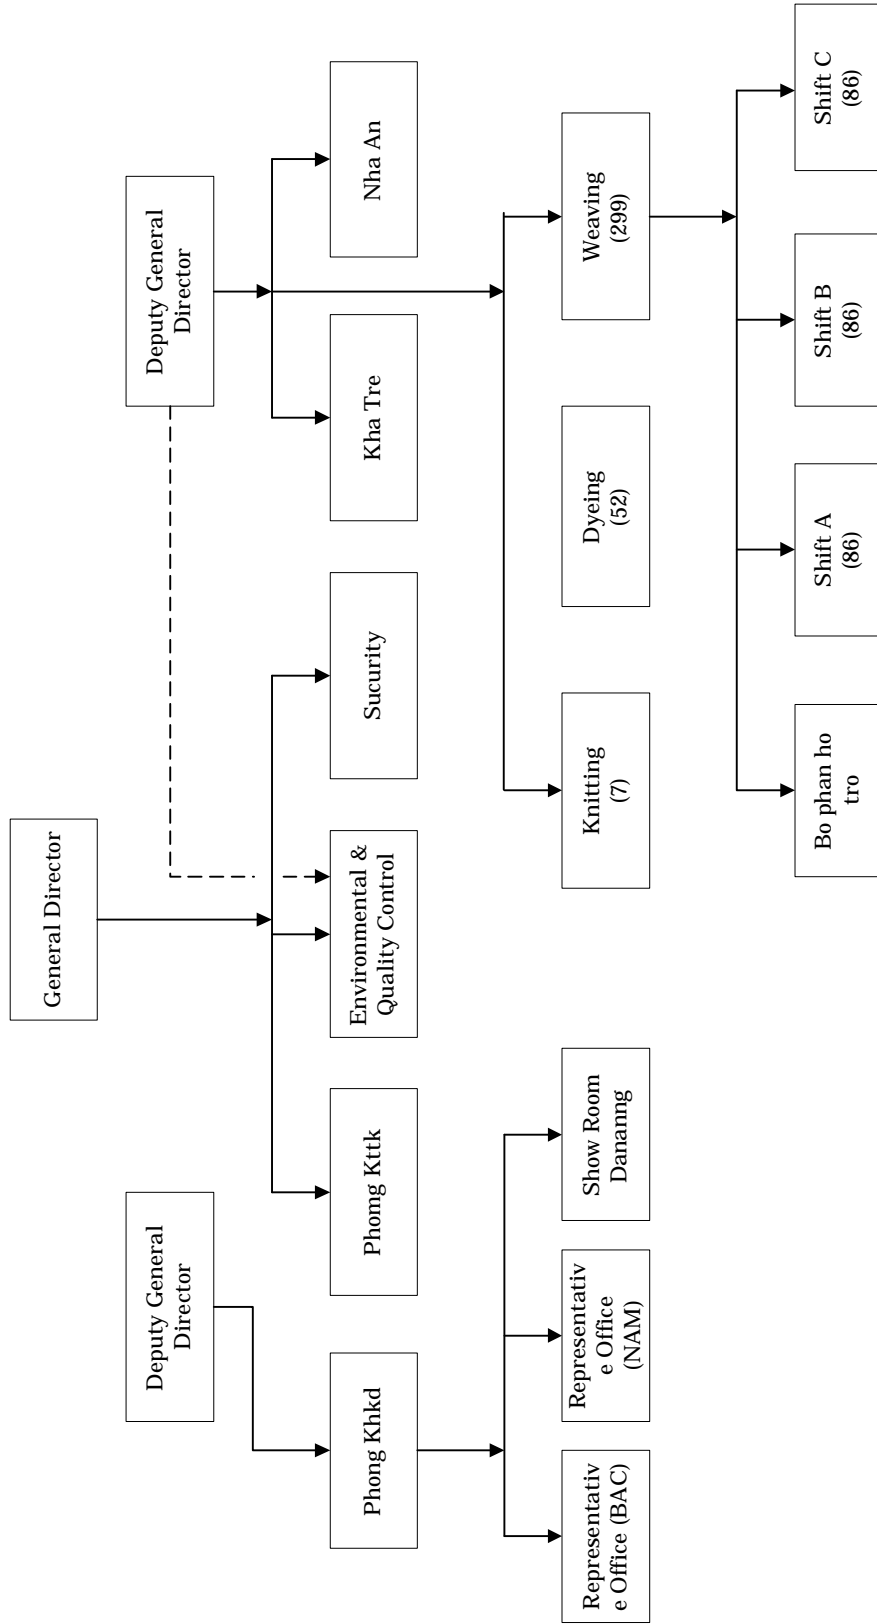 General Director
Deputy General
Director
Deputy General
Director
Phong Khkd
Phomg Kttk
Environmental &
Quality Control
Sucurity
Kha Tre
Nha An
Representativ
e Office (BAC)
Representativ
e Office
(NAM)
Show Room
Dananng
Knitting
(7)
Dyeing
(52)
Weaving
(299)
Bo phan ho
tro
Shift A
(86)
Shift B
(86)
Shift C
(86)